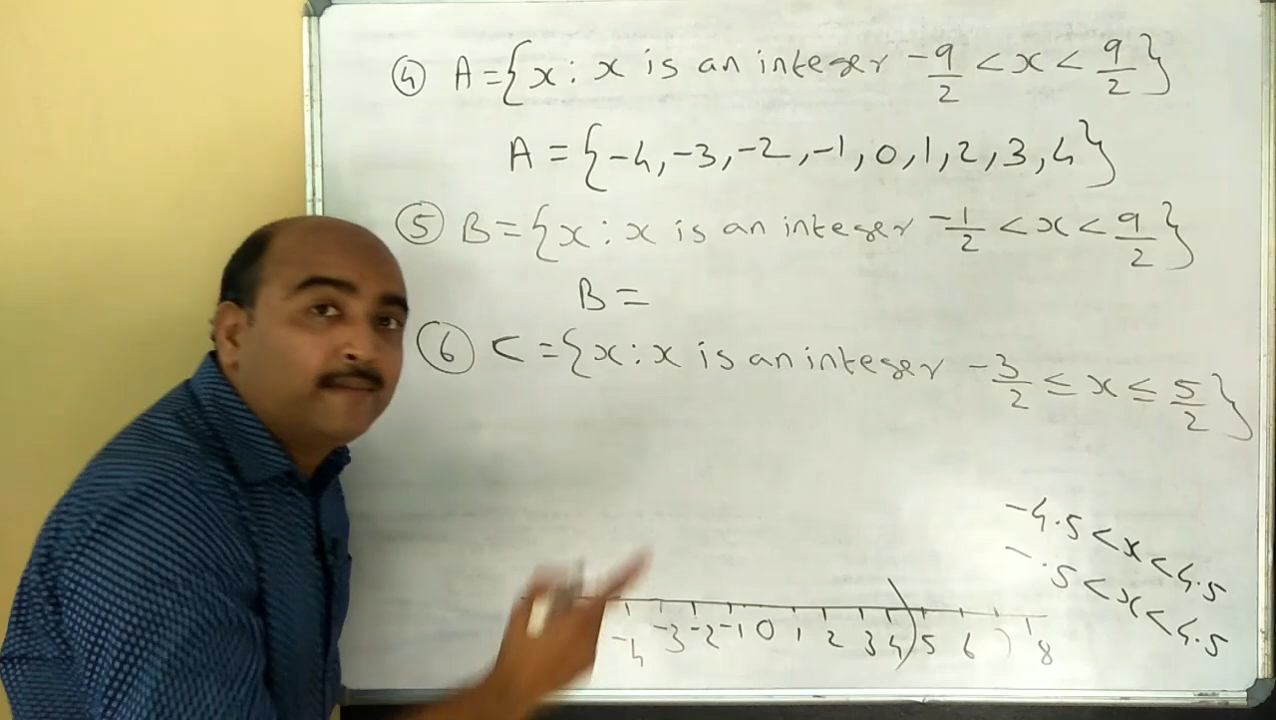 ④ A={x : x is an integer -9/2 < x < 9/2}
A = {-4, -3, -2, -1, 0, 1, 2, 3, 4}
⑤ B={x : x is an integer -1/2 < x < 9/2}
B =
⑥ C={x : x is an integer -3/2 ≤ x ≤ 5/2}
-4.5 < x < 4.5
-.5 < x < 4.5
-4 -3 -2 -1 0 1 2 3 4 5 6 7 8